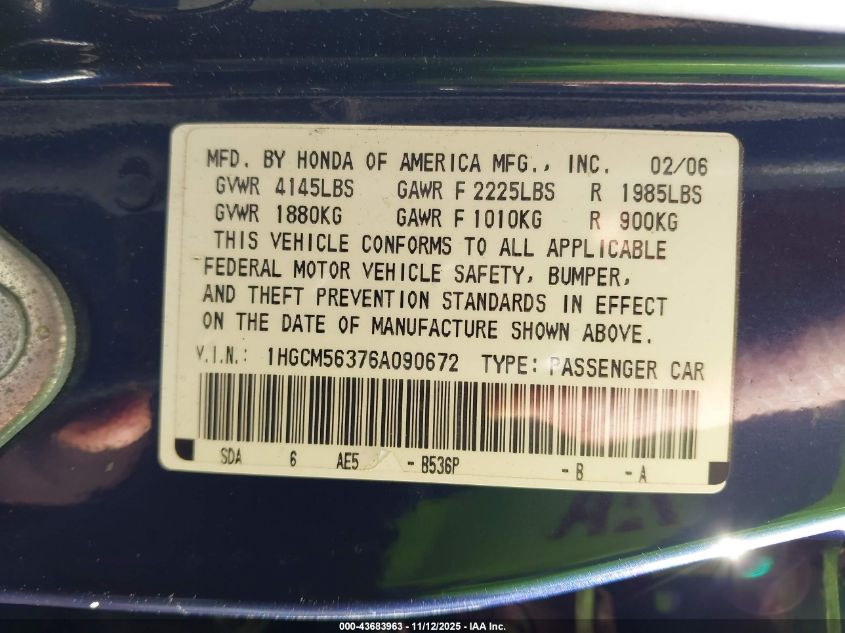 MFD. BY HONDA OF AMERICA MFG., INC. 02/06
GVWR 4145LBS GAWR F 2225LBS R 1985LBS
GVWR 1880KG GAWR F 1010KG R 900KG
THIS VEHICLE CONFORMS TO ALL APPLICABLE
FEDERAL MOTOR VEHICLE SAFETY, BUMPER,
AND THEFT PREVENTION STANDARDS IN EFFECT
ON THE DATE OF MANUFACTURE SHOWN ABOVE.
V.I.N.: 1HGCM56376A090672 TYPE: PASSENGER CAR
SDA 6 AE5 - B536P - B - A
000-43683963 - 11/12/2025 - IAA Inc.